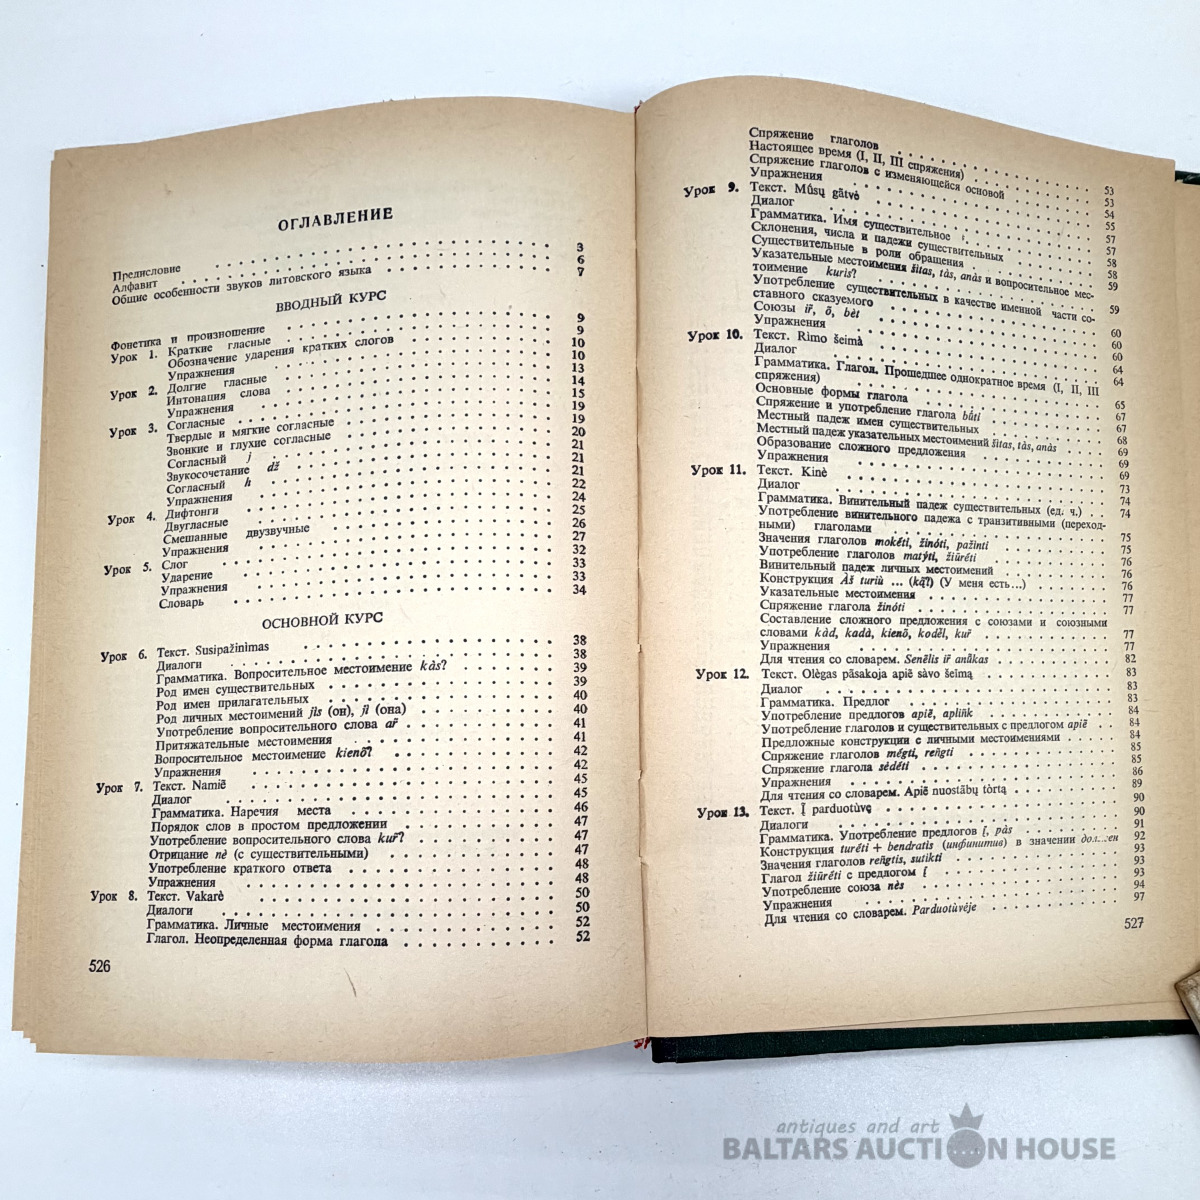 ОГЛАВЛЕНИЕ
Предисловие 3
Алфавит 6
Общие особенности звуков литовского языка 7
ВВОДНЫЙ КУРС
Фонетика и произношение 9
Урок 1. Краткие гласные 9
Обозначение ударения кратких слогов 10
Упражнения 10
Урок 2. Долгие гласные 13
Интонация слова 14
Упражнения 15
Урок 3. Согласные 19
Твердые и мягкие согласные 19
Звонкие и глухие согласные 20
Согласный j 21
Звукосочетание dž 21
Согласный h 21
Упражнения 22
Урок 4. Дифтонги 24
Двугласные 25
Смешанные двузвучные 26
Упражнения 27
Урок 5. Слог 32
Ударение 33
Упражнения 33
Словарь 34
ОСНОВНОЙ КУРС
Урок 6. Текст. Susipažinimas 38
Диалоги 38
Грамматика. Вопросительное местоимение kàs? 39
Род имен существительных 39
Род имен прилагательных 40
Род личных местоимений jìs (он), jì (она) 40
Употребление вопросительного слова ar̃ 41
Притяжательные местоимения 41
Вопросительное местоимение kienõ? 42
Упражнения 42
Урок 7. Текст. Namiẽ 45
Диалог 45
Грамматика. Наречия места 46
Порядок слов в простом предложении 47
Употребление вопросительного слова kur̃? 47
Отрицание nè (с существительными) 47
Употребление краткого ответа 48
Упражнения 48
Урок 8. Текст. Vakarė̀ 50
Диалоги 50
Грамматика. Личные местоимения 52
Глагол. Неопределенная форма глагола 52
526
Спряжение глаголов 53
Настоящее время (I, II, III спряжения) 53
Спряжение глаголов с изменяющейся основой 54
Упражнения 55
Урок 9. Текст. Mū́sų gãtvė 57
Диалог 57
Грамматика. Имя существительное 58
Склонения, числа и падежи существительных 58
Существительные в роли обращения 59
Указательные местоимения šìtas, tàs, anàs и вопросительное мес-
тоимение kuris? 59
Употребление существительных в качестве именной части со-
ставного сказуемого 60
Союзы ir̃, õ, bèt 60
Упражнения 60
Урок 10. Текст. Rimo šeimà 64
Диалог 64
Грамматика. Глагол. Прошедшее однократное время (I, II, III
спряжения) 65
Основные формы глагола 67
Спряжение и употребление глагола bū́ti 67
Местный падеж имен существительных 68
Местный падеж указательных местоимений šitas, tàs, anàs 69
Образование сложного предложения 69
Упражнения 69
Урок 11. Текст. Kinė̀ 73
Диалог 74
Грамматика. Винительный падеж существительных (ед. ч.) 74
Употребление винительного падежа с транзитивными (переход-
ными) глаголами 75
Значения глаголов mokė́ti, žinóti, pažìnti 75
Употребление глаголов matýti, žiūrė́ti 76
Винительный падеж личных местоимений 76
Конструкция Àš turiù ... (ką̃?) (У меня есть...) 76
Указательные местоимения 77
Спряжение глагола žinóti 77
Составление сложного предложения с союзами и союзными
словами kàd, kadà, kienõ, kodė̃l, kur̃ 77
Упражнения 77
Для чтения со словарем. Senẽlis ir̃ anū̃kas 82
Урок 12. Текст. Olègas pãsakoja apiẽ sàvo šeimą 83
Диалог 83
Грамматика. Предлог 83
Употребление предлогов apiẽ, apliñk 84
Употребление глаголов и существительных с предлогом apiẽ 84
Предложные конструкции с личными местоимениями 84
Спряжение глаголов mė́gti, reñgti 85
Спряжение глагола sėdė́ti 85
Упражнения 86
Для чтения со словарем. Apiẽ nuostãbų tòrtą 89
Урок 13. Текст. Į̃ parduotùvę 90
Диалоги 90
Грамматика. Употребление предлогов į̃, pàs 91
Конструкция turė́ti + bendratis (инфинитив) в значении 92
Значения глаголов reñgtis, sutìkti 93
Глагол žiūrė́ti с предлогом į̃ 93
Употребление союза nès 93
Упражнения 94
Для чтения со словарем. Parduotùvėje 97
527
antiques and art
BALTARS AUCTION HOUSE